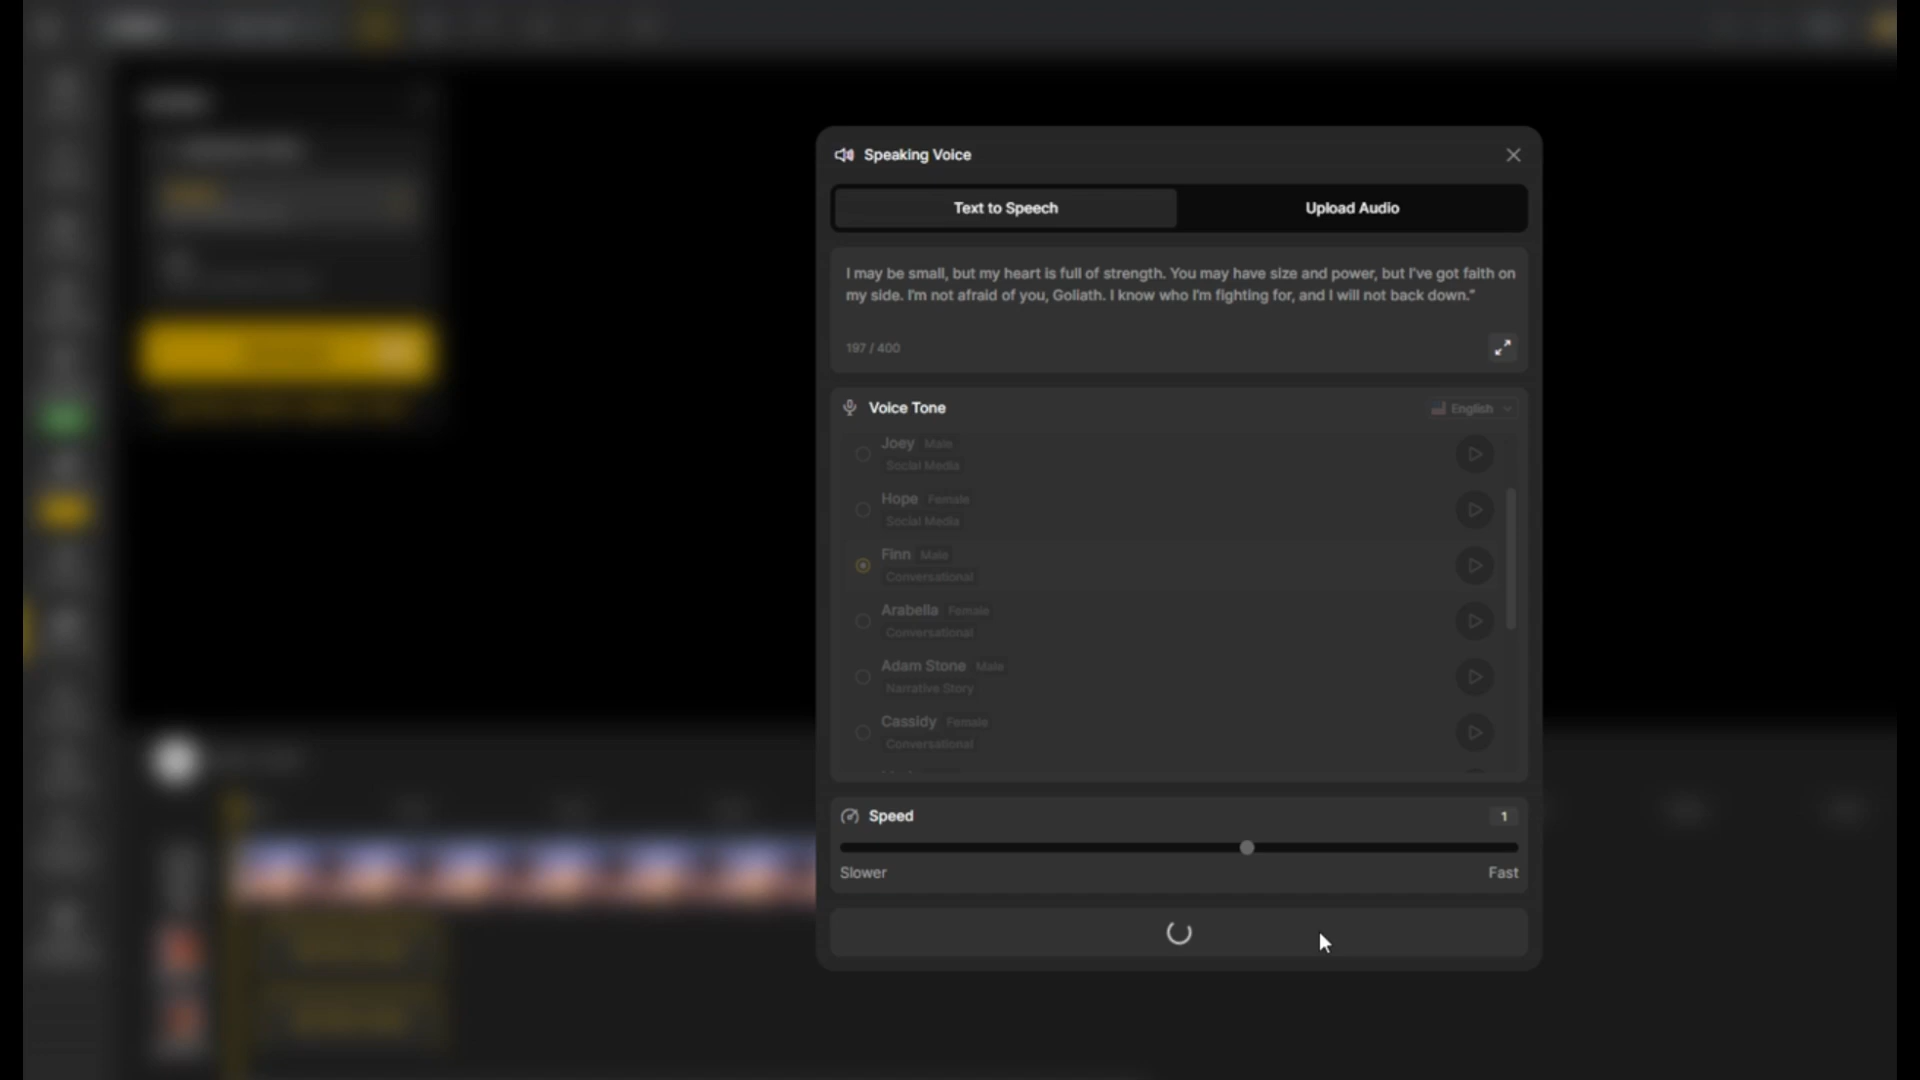 Speaking Voice
Text to Speech
Upload Audio
I may be small, but my heart is full of strength. You may have size and power, but I've got faith on
my side. I'm not afraid of you, Goliath. I know who I'm fighting for, and I will not back down."
197 / 400
Voice Tone
English
Joey Male
Social Media
Hope Female
Social Media
Finn Male
Conversational
Arabella Female
Conversational
Adam Stone Male
Narrative Story
Cassidy Female
Conversational
Speed
1
Slower
Fast